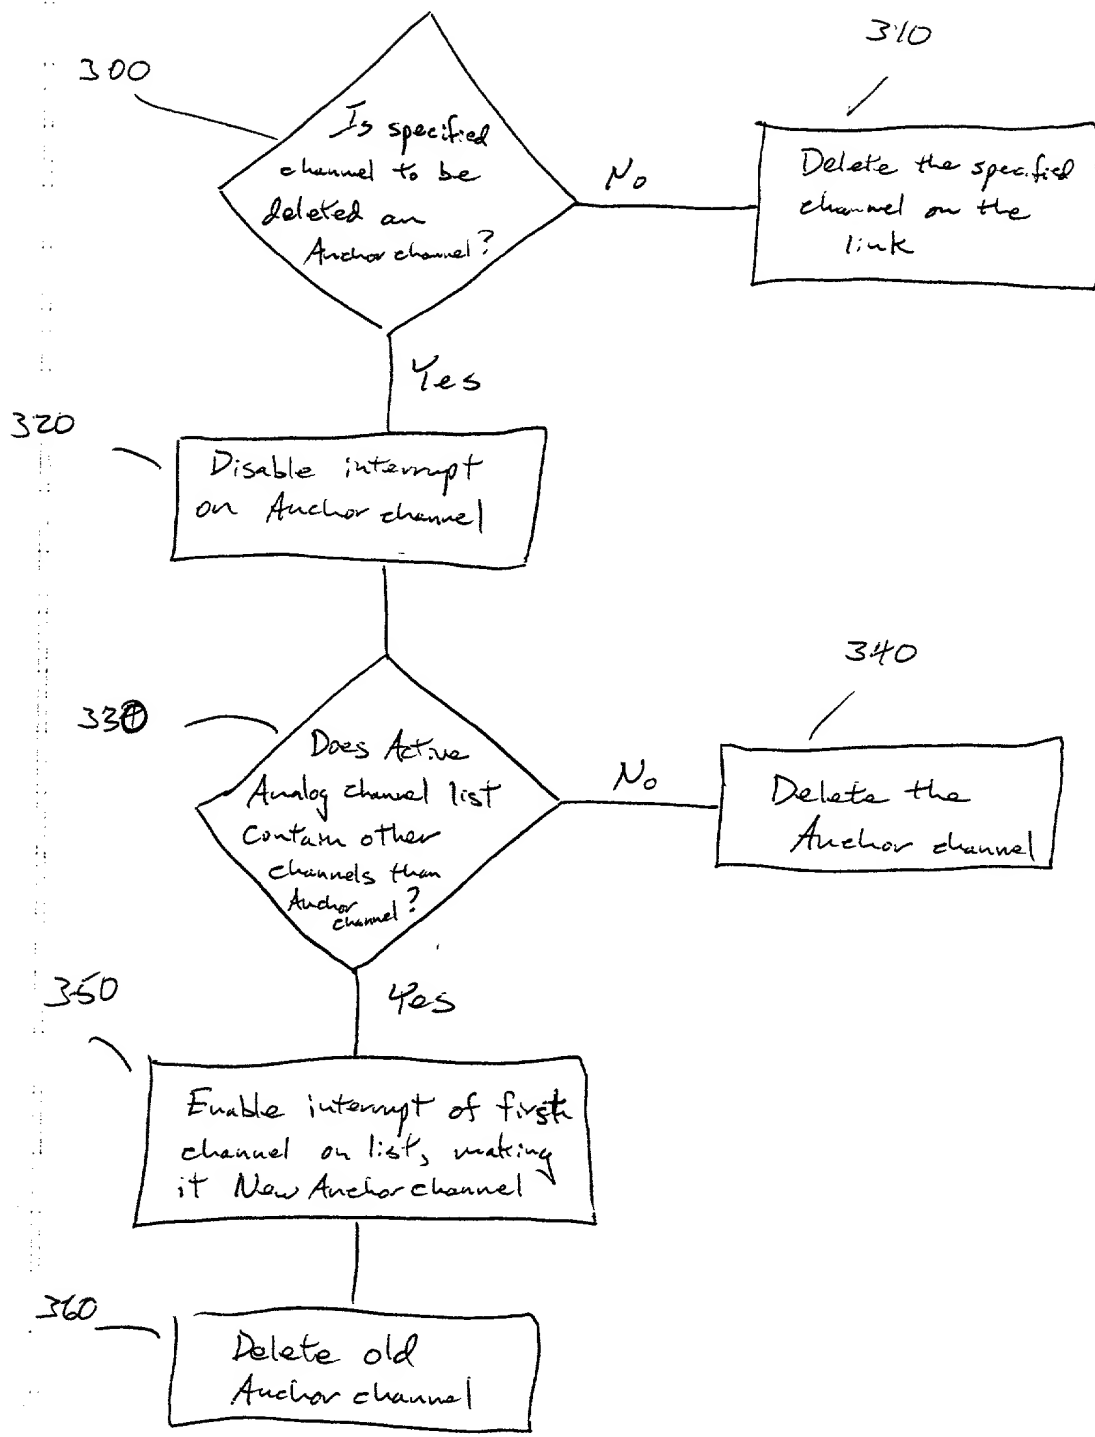 300
Is specified
channel to be
deleted an
Anchor channel?
No
310
Delete the specified
channel on the
link
Yes
320
Disable interrupt
on Anchor channel
330
Does Active
Analog channel list
Contain other
channels than
Anchor
channel?
No
340
Delete the
Anchor channel
Yes
350
Enable interrupt of first
channel on list, making
it New Anchor channel
360
Delete old
Anchor channel